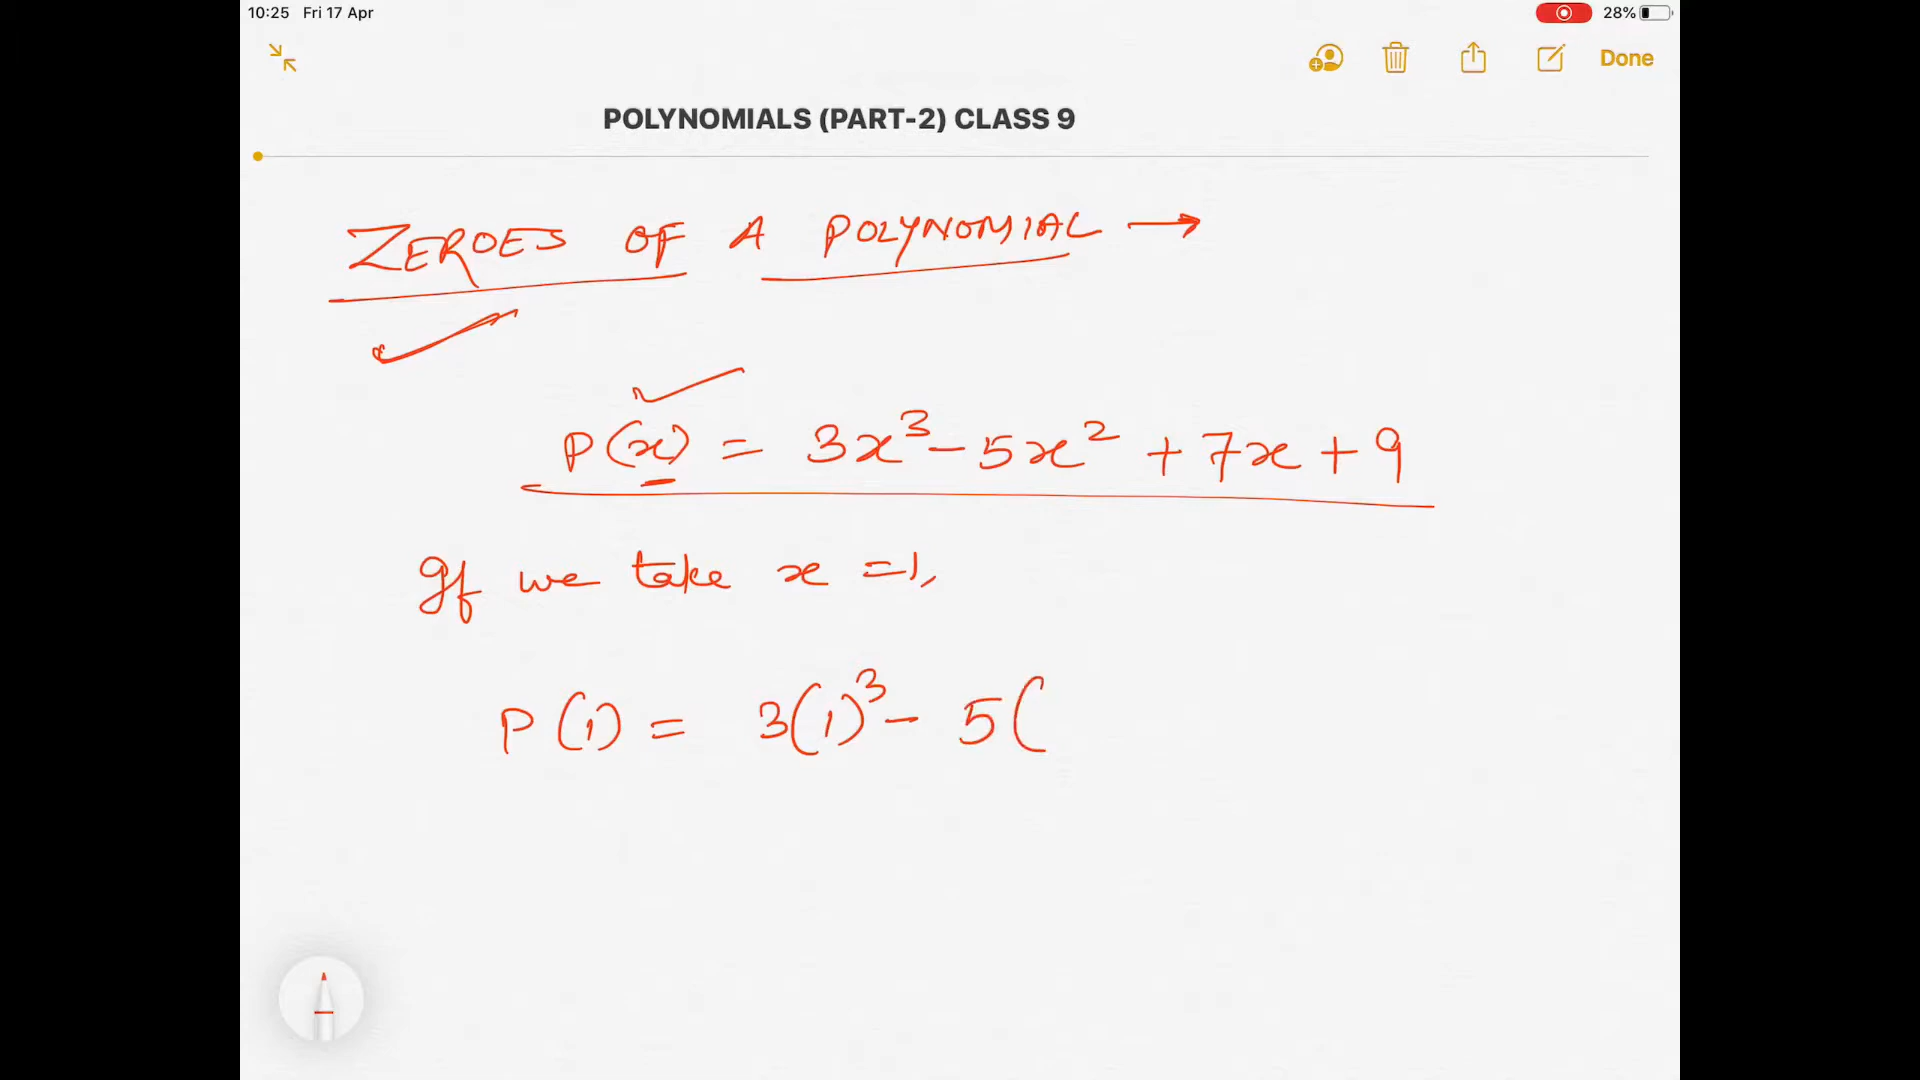 10:25 Fri 17 Apr 28%
Done
POLYNOMIALS (PART-2) CLASS 9
ZEROES OF A POLYNOMIAL →
P(x) = 3x³ - 5x² + 7x + 9
If we take x = 1,
P(1) = 3(1)³ - 5(